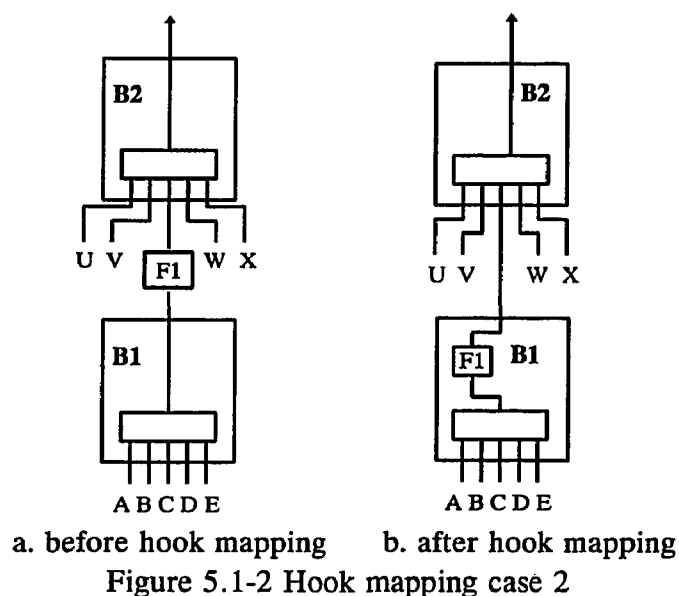 B2
B2
U V W X
U V W X
F1
B1
F1 B1
A B C D E
A B C D E
a. before hook mapping b. after hook mapping
Figure 5.1-2 Hook mapping case 2